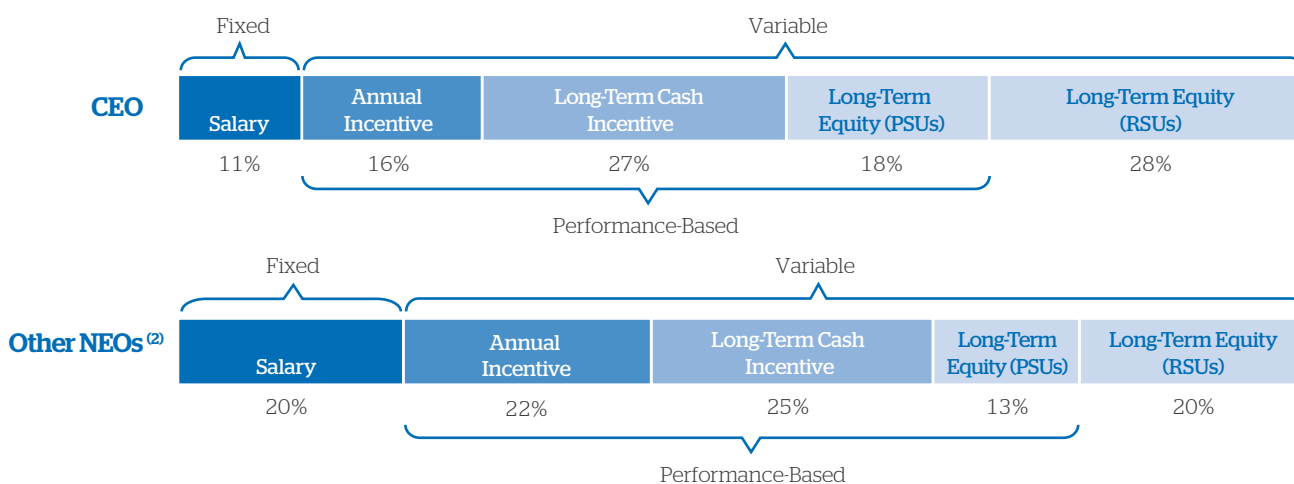 Fixed Variable
CEO
Salary
Annual
Incentive
Long-Term Cash
Incentive
Long-Term
Equity (PSUs)
Long-Term Equity
(RSUs)
11% 16% 27% 18% 28%
Performance-Based
Fixed Variable
Other NEOs (2)
Salary
Annual
Incentive
Long-Term Cash
Incentive
Long-Term
Equity (PSUs)
Long-Term Equity
(RSUs)
20% 22% 25% 13% 20%
Performance-Based